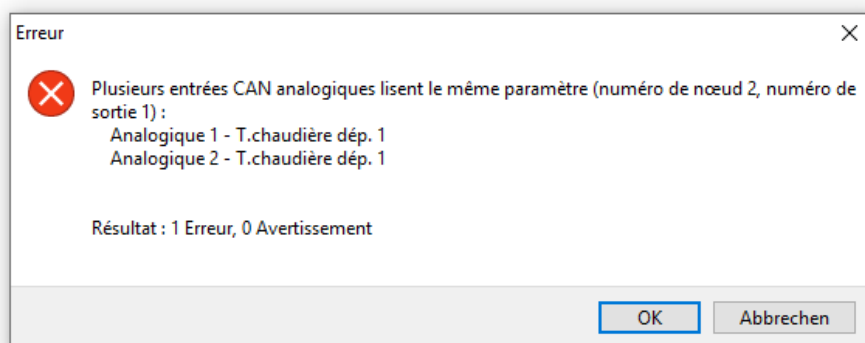 Erreur
Plusieurs entrées CAN analogiques lisent le même paramètre (numéro de nœud 2, numéro de
sortie 1) :
Analogique 1 - T.chaudière dép. 1
Analogique 2 - T.chaudière dép. 1
Résultat : 1 Erreur, 0 Avertissement
OK
Abbrechen